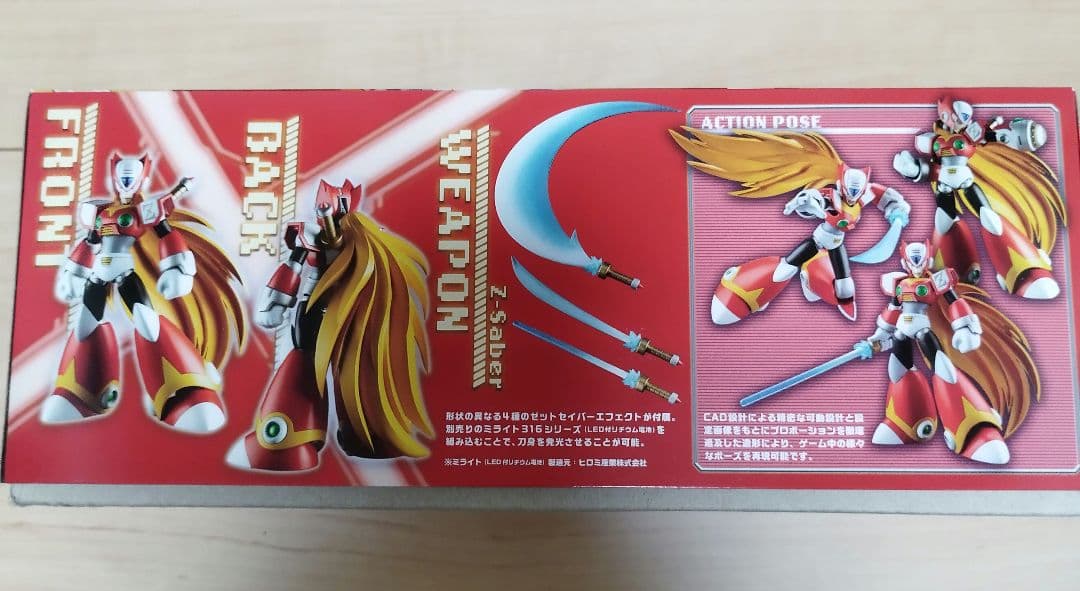 FRONT
BACK
WEAPON
Z-Saber
形状の異なる4種のゼットセイバーエフェクトが付属。
別売りのミライト316シリーズ(LED付リチウム電池)を
組み込むことで、刀身を発光させることが可能。
※ミライト(LED付リチウム電池)製造元:ヒロミ産業株式会社
ACTION POSE
CAD設計による精密な可動設計と設
定画像をもとにプロポーションを徹底
追及した造形により、ゲーム中の様々
なポーズを再現可能です。